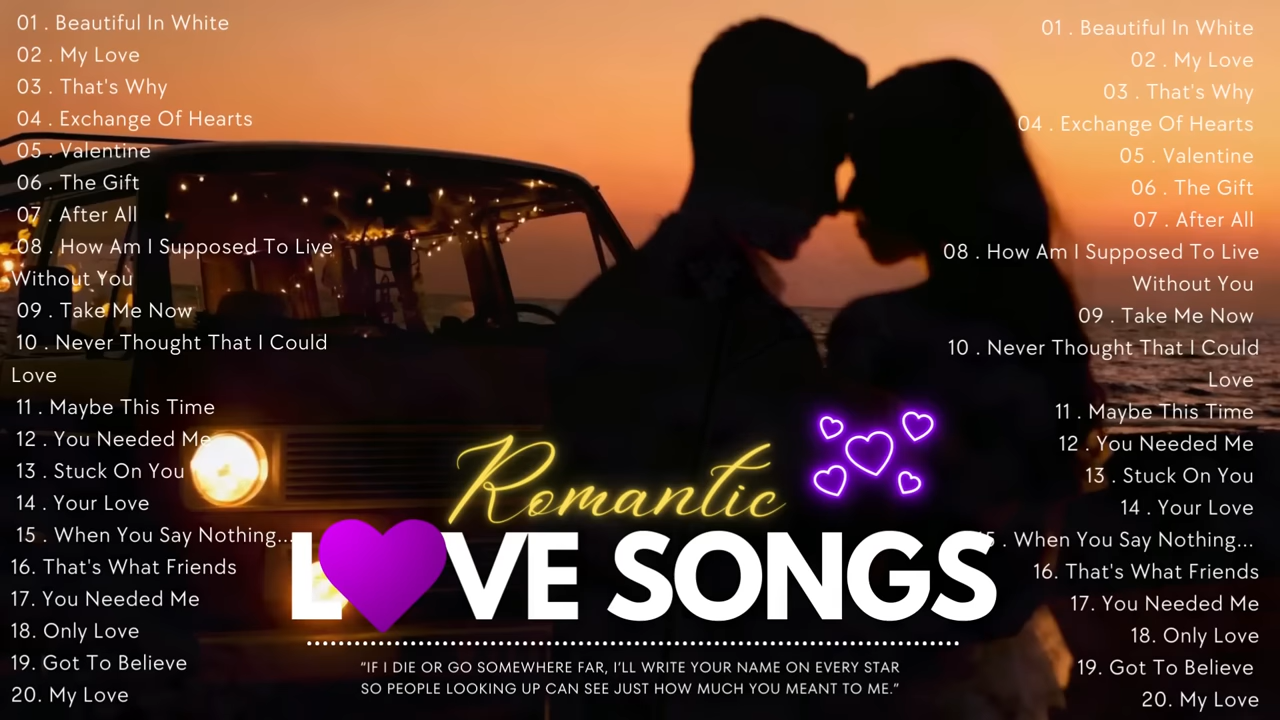 01 . Beautiful In White
02 . My Love
03 . That's Why
04 . Exchange Of Hearts
05 . Valentine
06 . The Gift
07 . After All
08 . How Am I Supposed To Live
Without You
09 . Take Me Now
10 . Never Thought That I Could
Love
11 . Maybe This Time
12 . You Needed Me
13 . Stuck On You
14 . Your Love
15 . When You Say Nothing...
16. That's What Friends
17. You Needed Me
18. Only Love
19. Got To Believe
20. My Love
Romantic
LOVE SONGS
“IF I DIE OR GO SOMEWHERE FAR, I’LL WRITE YOUR NAME ON EVERY STAR
SO PEOPLE LOOKING UP CAN SEE JUST HOW MUCH YOU MEANT TO ME.”
01 . Beautiful In White
02 . My Love
03 . That's Why
04 . Exchange Of Hearts
05 . Valentine
06 . The Gift
07 . After All
08 . How Am I Supposed To Live
Without You
09 . Take Me Now
10 . Never Thought That I Could
Love
11 . Maybe This Time
12 . You Needed Me
13 . Stuck On You
14 . Your Love
15 . When You Say Nothing...
16. That's What Friends
17. You Needed Me
18. Only Love
19. Got To Believe
20. My Love